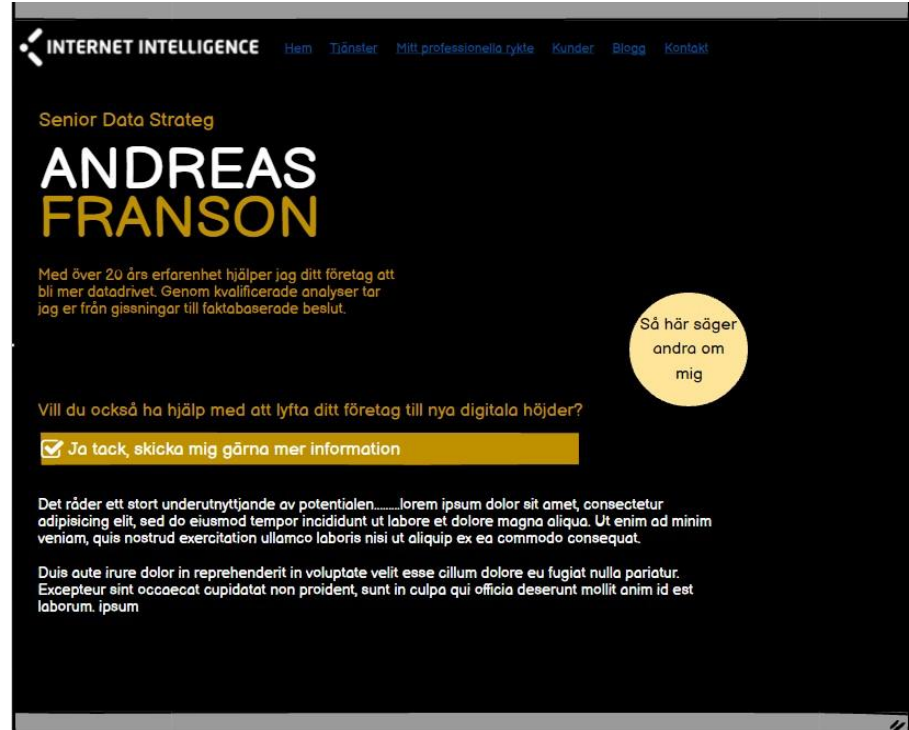 INTERNET INTELLIGENCE Hem Tjänster Mitt professionella rykte Kunder Blogg Kontakt
Senior Data Strateg
ANDREAS
FRANSON
Med över 20 års erfarenhet hjälper jag ditt företag att
bli mer datadrivet. Genom kvalificerade analyser tar
jag er från gissningar till faktabaserade beslut.
Så här säger
andra om
mig
Vill du också ha hjälp med att lyfta ditt företag till nya digitala höjder?
Ja tack, skicka mig gärna mer information
Det råder ett stort underutnyttjande av potentialen.........lorem ipsum dolor sit amet, consectetur
adipisicing elit, sed do eiusmod tempor incididunt ut labore et dolore magna aliqua. Ut enim ad minim
veniam, quis nostrud exercitation ullamco laboris nisi ut aliquip ex ea commodo consequat.
Duis aute irure dolor in reprehenderit in voluptate velit esse cillum dolore eu fugiat nulla pariatur.
Excepteur sint occaecat cupidatat non proident, sunt in culpa qui officia deserunt mollit anim id est
laborum. ipsum